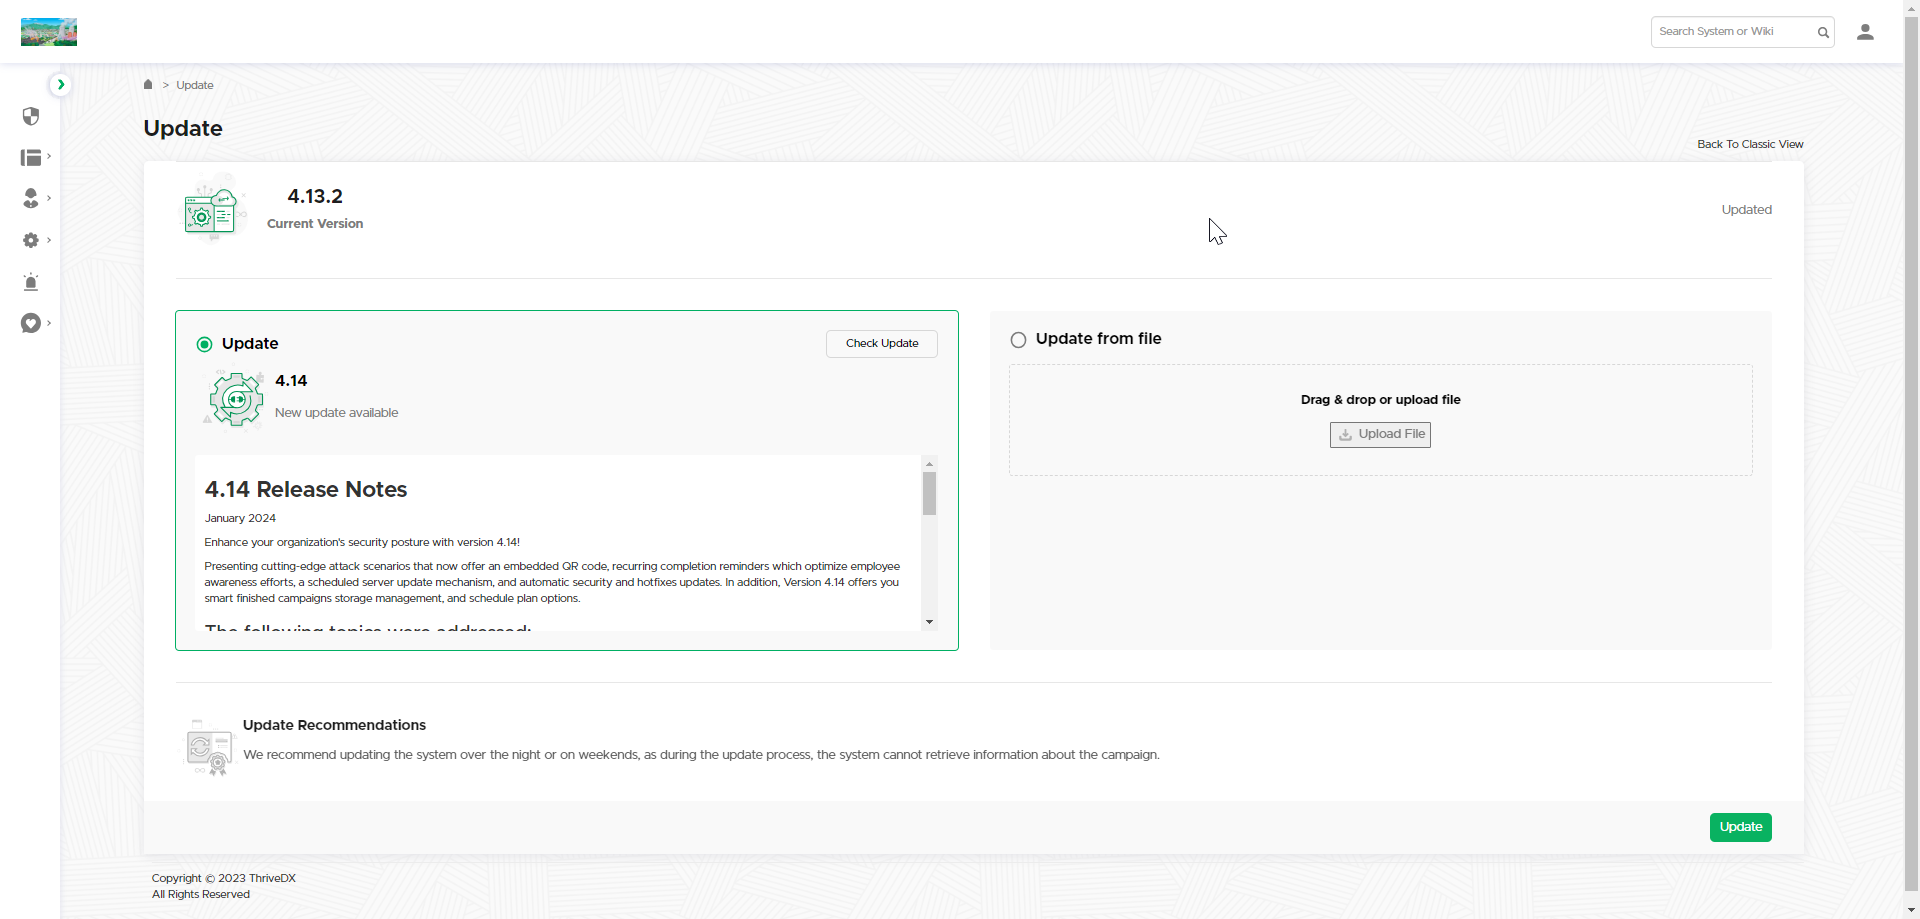 Search System or Wiki
> Update
Update
Back To Classic View
4.13.2
Current Version
Updated
Update
Check Update
4.14
New update available
4.14 Release Notes
January 2024
Enhance your organization's security posture with version 4.14!
Presenting cutting-edge attack scenarios that now offer an embedded QR code, recurring completion reminders which optimize employee
awareness efforts, a scheduled server update mechanism, and automatic security and hotfixes updates. In addition, Version 4.14 offers you
smart finished campaigns storage management, and schedule plan options.
The following topics were addressed:
Update from file
Drag & drop or upload file
Upload File
Update Recommendations
We recommend updating the system over the night or on weekends, as during the update process, the system cannot retrieve information about the campaign.
Update
Copyright © 2023 ThriveDX
All Rights Reserved